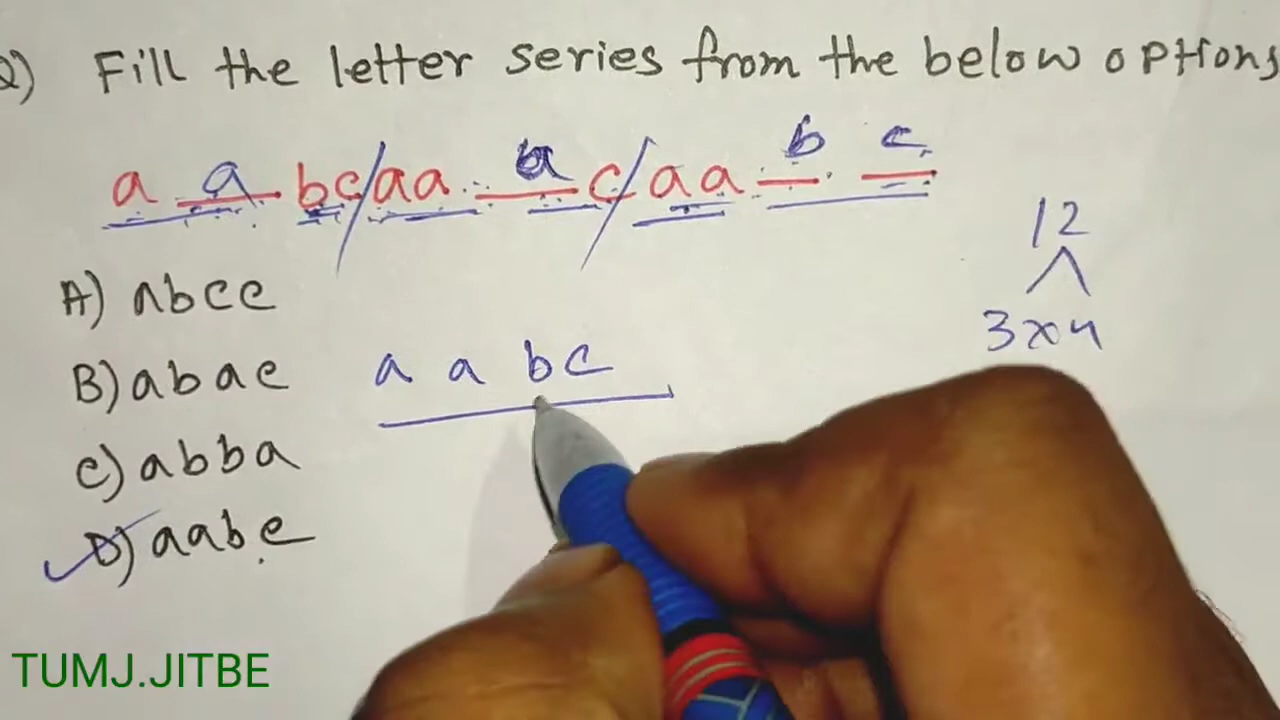 Q) Fill the letter series from the below options
a a bc/aa a c/aa b c
12
3x4
A) abcc
B) abac
a a bc
C) abba
D) aabc
TUMJ.JITBE